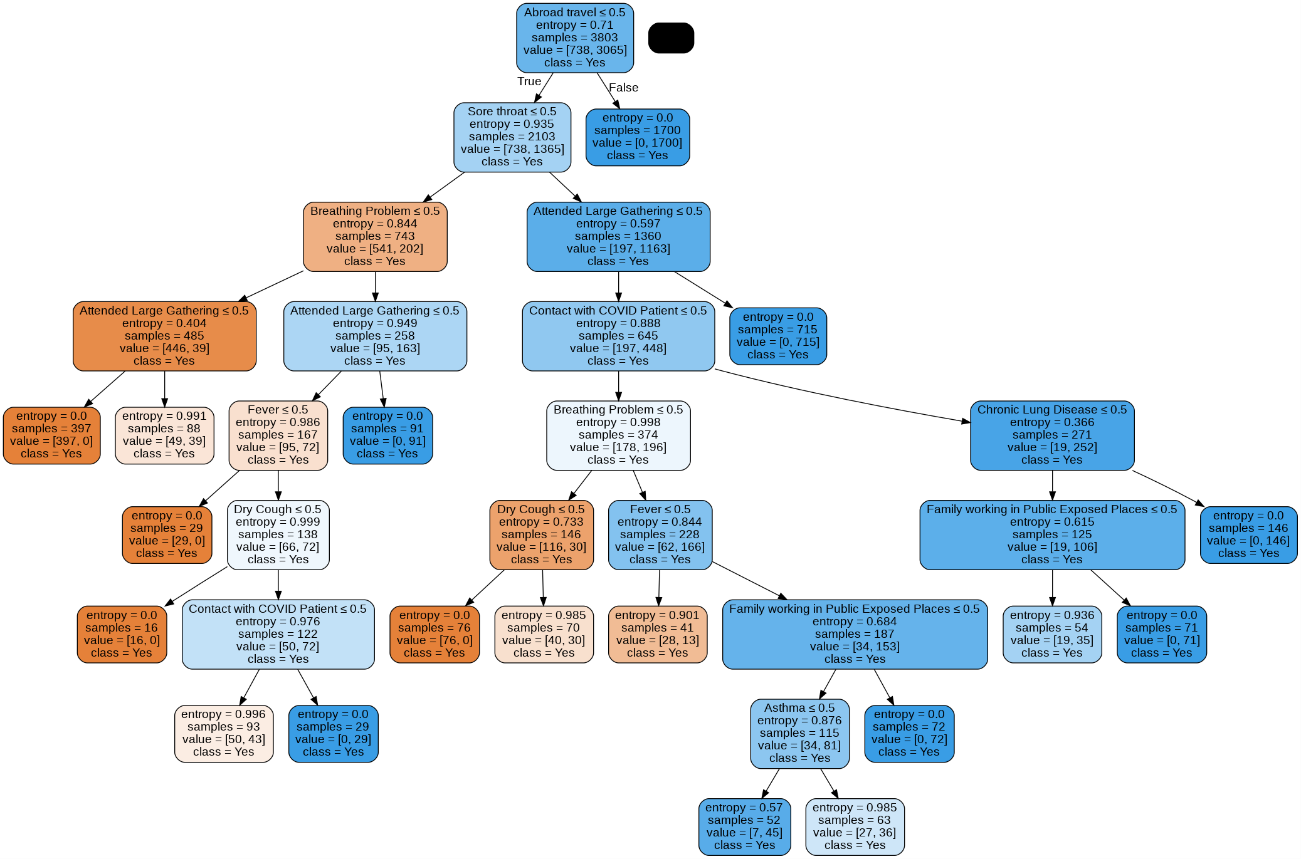 Abroad travel ≤ 0.5
entropy = 0.71
samples = 3803
value = [738, 3065]
class = Yes
True
False
Sore throat ≤ 0.5
entropy = 0.935
samples = 2103
value = [738, 1365]
class = Yes
entropy = 0.0
samples = 1700
value = [0, 1700]
class = Yes
Breathing Problem ≤ 0.5
entropy = 0.844
samples = 743
value = [541, 202]
class = Yes
Attended Large Gathering ≤ 0.5
entropy = 0.597
samples = 1360
value = [197, 1163]
class = Yes
Attended Large Gathering ≤ 0.5
entropy = 0.404
samples = 485
value = [446, 39]
class = Yes
Attended Large Gathering ≤ 0.5
entropy = 0.949
samples = 258
value = [95, 163]
class = Yes
Contact with COVID Patient ≤ 0.5
entropy = 0.888
samples = 645
value = [197, 448]
class = Yes
entropy = 0.0
samples = 715
value = [0, 715]
class = Yes
entropy = 0.0
samples = 397
value = [397, 0]
class = Yes
entropy = 0.991
samples = 88
value = [49, 39]
class = Yes
Fever ≤ 0.5
entropy = 0.986
samples = 167
value = [95, 72]
class = Yes
entropy = 0.0
samples = 91
value = [0, 91]
class = Yes
Breathing Problem ≤ 0.5
entropy = 0.998
samples = 374
value = [178, 196]
class = Yes
Chronic Lung Disease ≤ 0.5
entropy = 0.366
samples = 271
value = [19, 252]
class = Yes
entropy = 0.0
samples = 29
value = [29, 0]
class = Yes
Dry Cough ≤ 0.5
entropy = 0.999
samples = 138
value = [66, 72]
class = Yes
Dry Cough ≤ 0.5
entropy = 0.733
samples = 146
value = [116, 30]
class = Yes
Fever ≤ 0.5
entropy = 0.844
samples = 228
value = [62, 166]
class = Yes
Family working in Public Exposed Places ≤ 0.5
entropy = 0.615
samples = 125
value = [19, 106]
class = Yes
entropy = 0.0
samples = 146
value = [0, 146]
class = Yes
entropy = 0.0
samples = 16
value = [16, 0]
class = Yes
Contact with COVID Patient ≤ 0.5
entropy = 0.976
samples = 122
value = [50, 72]
class = Yes
entropy = 0.0
samples = 76
value = [76, 0]
class = Yes
entropy = 0.985
samples = 70
value = [40, 30]
class = Yes
entropy = 0.901
samples = 41
value = [28, 13]
class = Yes
Family working in Public Exposed Places ≤ 0.5
entropy = 0.684
samples = 187
value = [34, 153]
class = Yes
entropy = 0.936
samples = 54
value = [19, 35]
class = Yes
entropy = 0.0
samples = 71
value = [0, 71]
class = Yes
entropy = 0.996
samples = 93
value = [50, 43]
class = Yes
entropy = 0.0
samples = 29
value = [0, 29]
class = Yes
Asthma ≤ 0.5
entropy = 0.876
samples = 115
value = [34, 81]
class = Yes
entropy = 0.0
samples = 72
value = [0, 72]
class = Yes
entropy = 0.57
samples = 52
value = [7, 45]
class = Yes
entropy = 0.985
samples = 63
value = [27, 36]
class = Yes